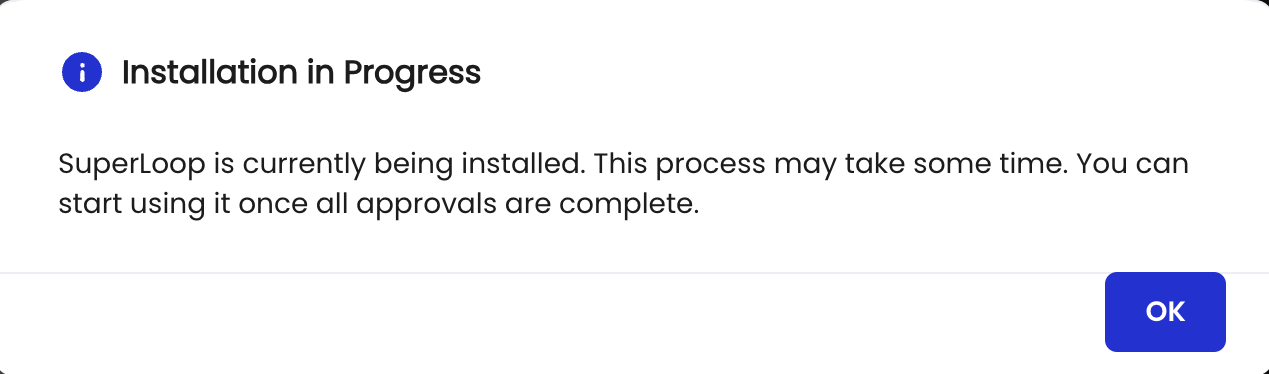 Installation in Progress
SuperLoop is currently being installed. This process may take some time. You can
start using it once all approvals are complete.
OK